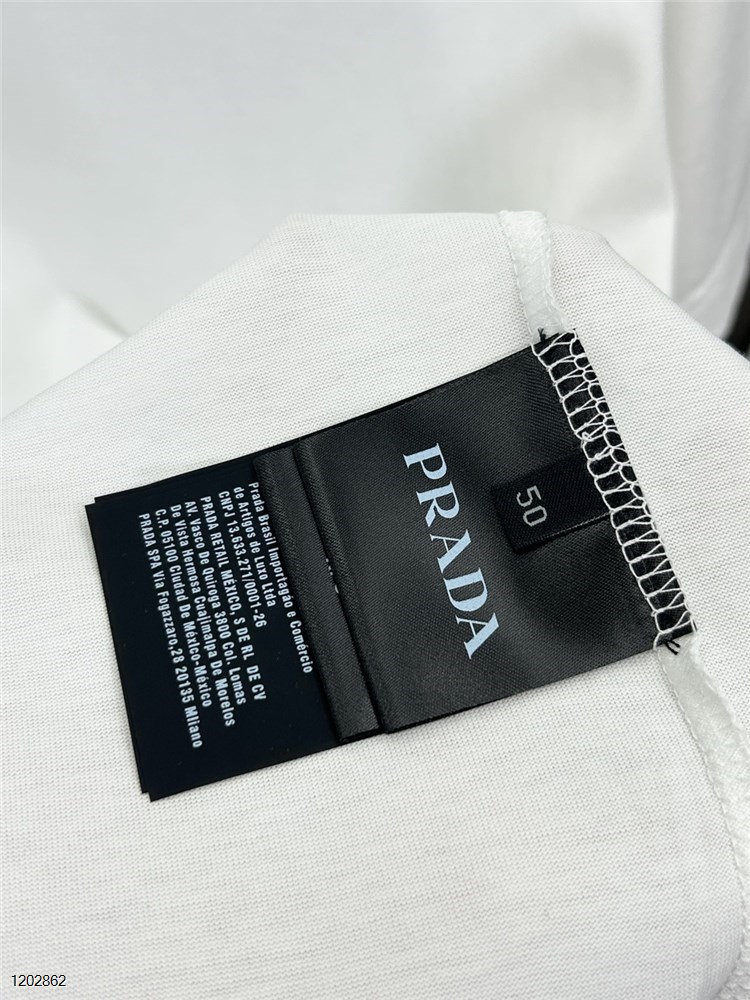 PRADA
50
Prada Brasil Importagáo e Comércio
de Artigos de Luxo Ltda
CNPJ 13.633.271/0001-26
PRADA RETAIL MÉXICO, S DE RL DE CV
AV. Vasco De Quiroga 3800 Col. Lomas
De Vista Hermosa Cuajimalpa De Morelos
C.P. 05100 Ciudad De México-México
PRADA SPA Via Fogazzaro,28 20135 Milano
1202862